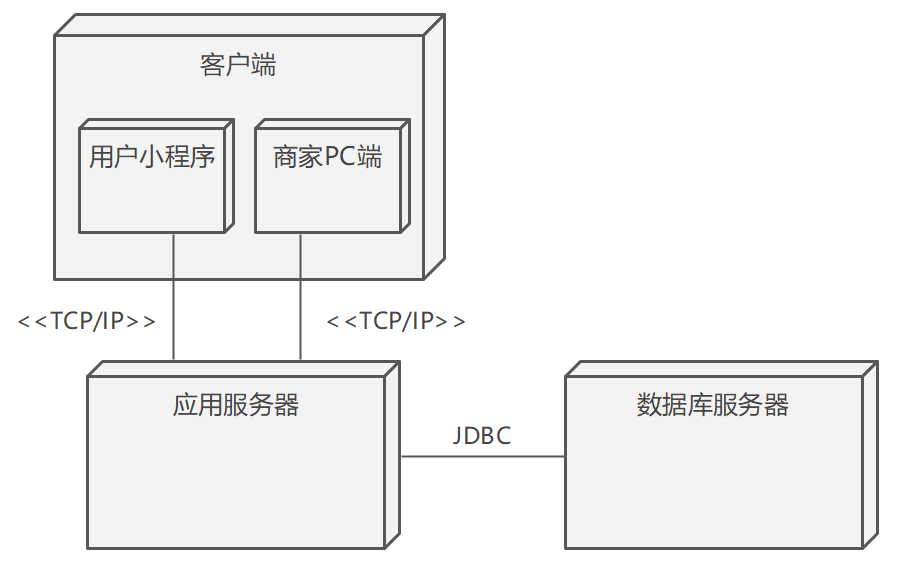 客户端
用户小程序
商家PC端
<<TCP/IP>>
<<TCP/IP>>
应用服务器
JDBC
数据库服务器